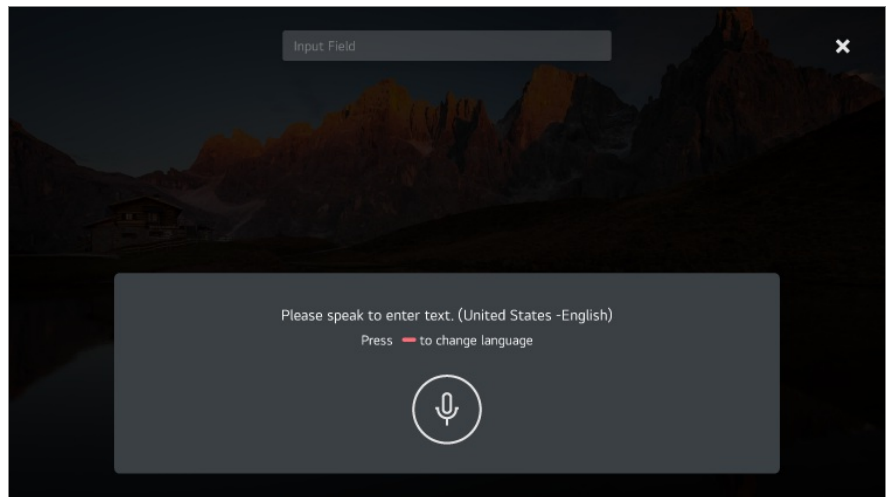 Input Field
Please speak to enter text. (United States -English)
Press to change language